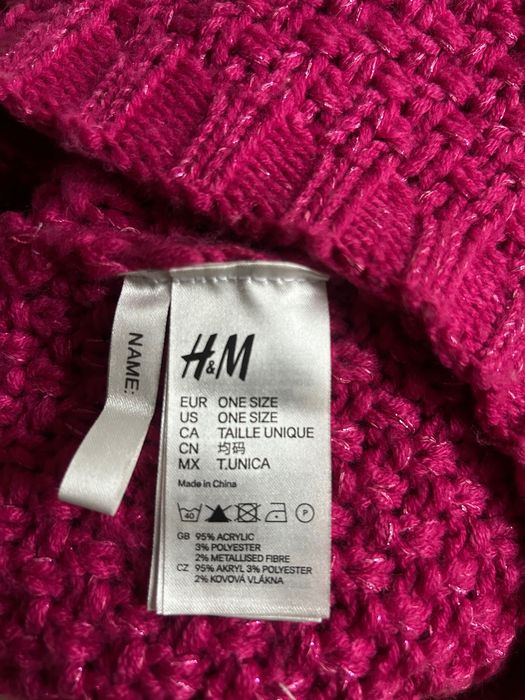 NAME:
H&M
EUR ONE SIZE
US ONE SIZE
CA TAILLE UNIQUE
CN 均码
MX T.UNICA
Made in China
40 P
GB 95% ACRYLIC
3% POLYESTER
2% METALLISED FIBRE
CZ 95% AKRYL 3% POLYESTER
2% KOVOVÁ VLÁKNA